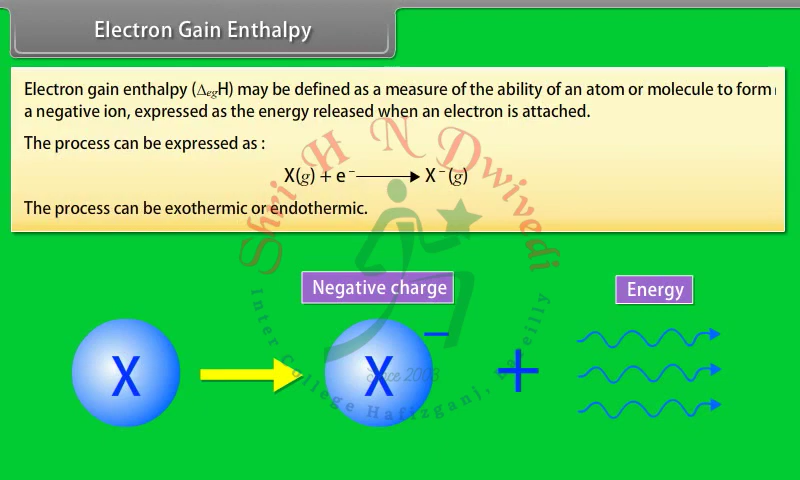 Electron Gain Enthalpy
Electron gain enthalpy (ΔegH) may be defined as a measure of the ability of an atom or molecule to form
a negative ion, expressed as the energy released when an electron is attached.
The process can be expressed as :
X(g) + e⁻ ⟶ X⁻(g)
The process can be exothermic or endothermic.
Shri H N Dwivedi
Negative charge
Energy
X
X
−
+
Since 2003
Inter College Hafizganj, Bareilly